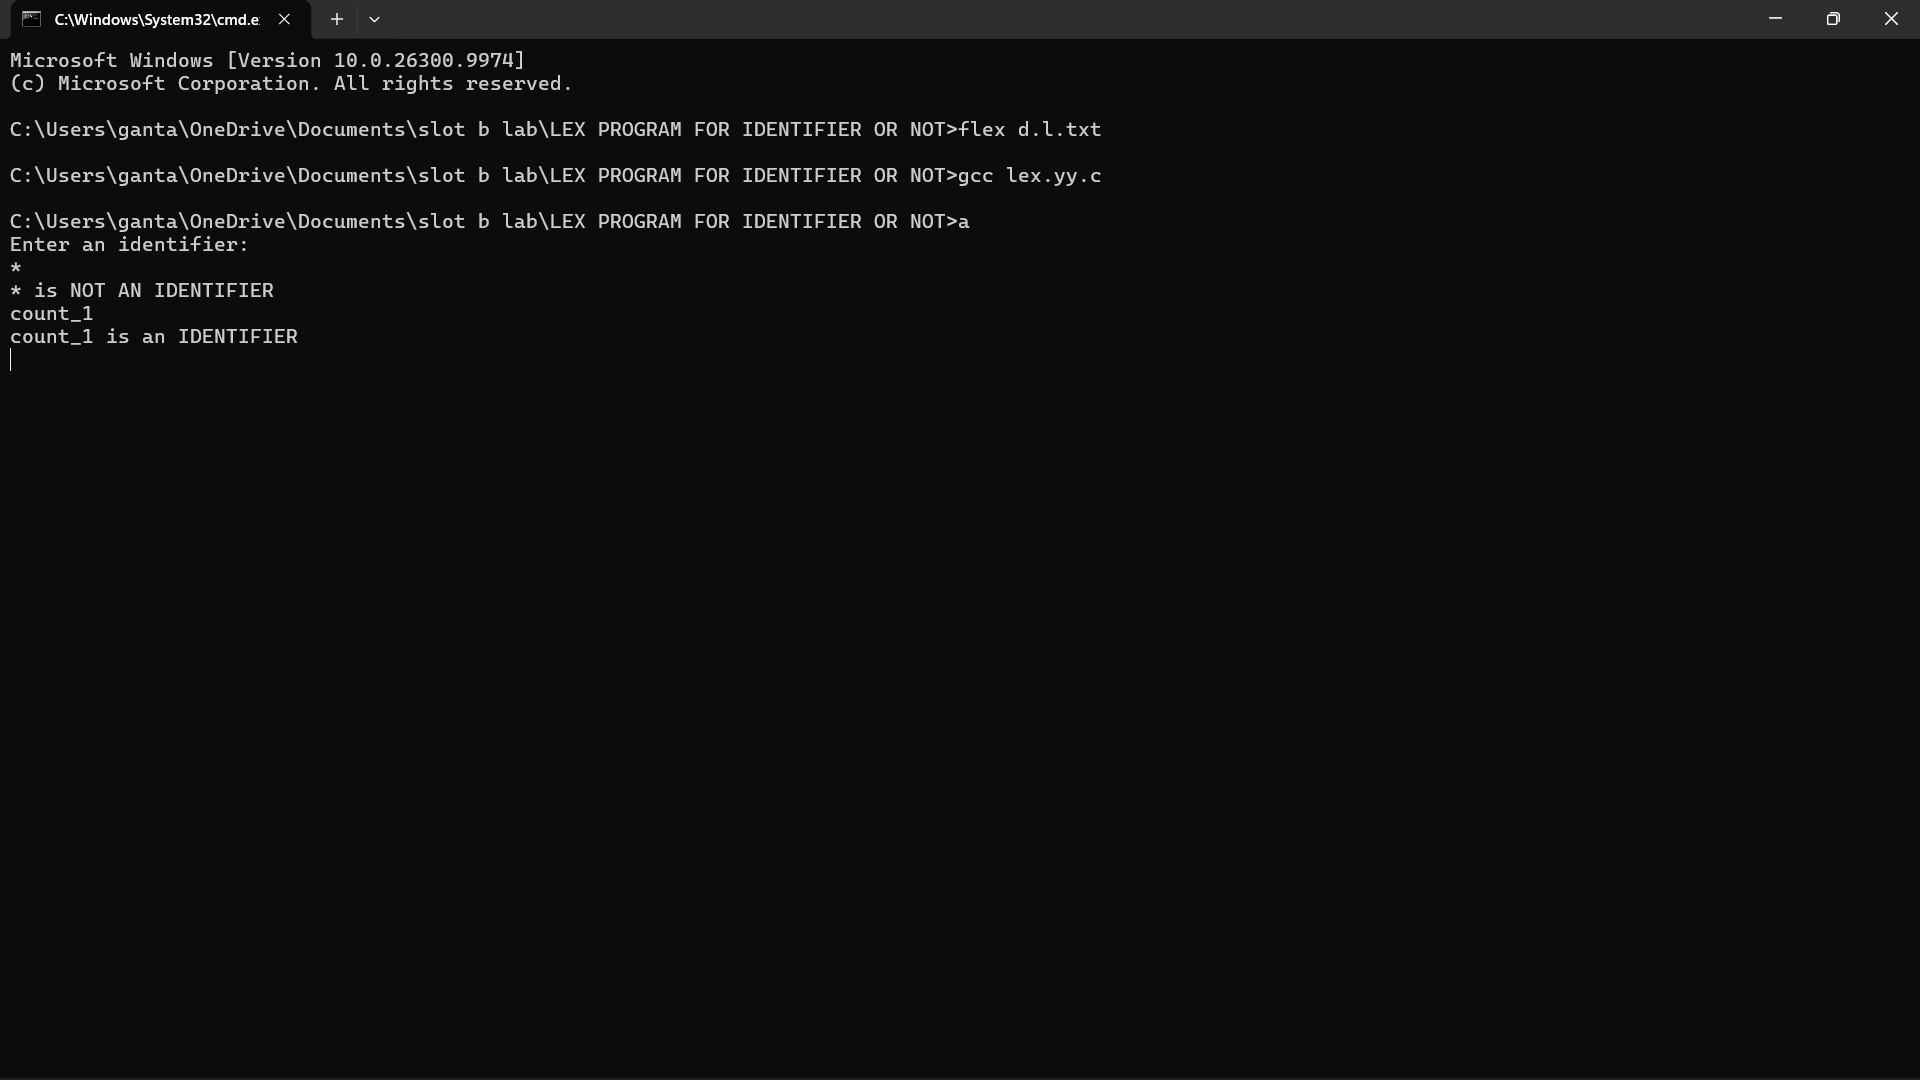 C:\Windows\System32\cmd.e
Microsoft Windows [Version 10.0.26300.9974]
(c) Microsoft Corporation. All rights reserved.
C:\Users\ganta\OneDrive\Documents\slot b lab\LEX PROGRAM FOR IDENTIFIER OR NOT>flex d.l.txt
C:\Users\ganta\OneDrive\Documents\slot b lab\LEX PROGRAM FOR IDENTIFIER OR NOT>gcc lex.yy.c
C:\Users\ganta\OneDrive\Documents\slot b lab\LEX PROGRAM FOR IDENTIFIER OR NOT>a
Enter an identifier:
*
* is NOT AN IDENTIFIER
count_1
count_1 is an IDENTIFIER